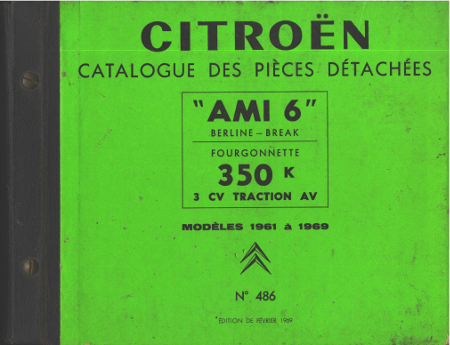 CITROËN
CATALOGUE DES PIÈCES DÉTACHÉES
"AMI 6"
BERLINE – BREAK
FOURGONNETTE
350 K
3 CV TRACTION AV
MODÈLES 1961 à 1969
N° 486
ÉDITION DE FÉVRIER 1969